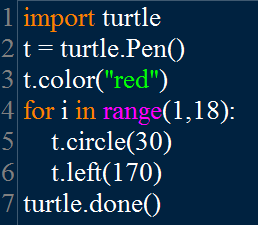 1 import turtle
2 t = turtle.Pen()
3 t.color("red")
4 for i in range(1,18):
5     t.circle(30)
6     t.left(170)
7 turtle.done()